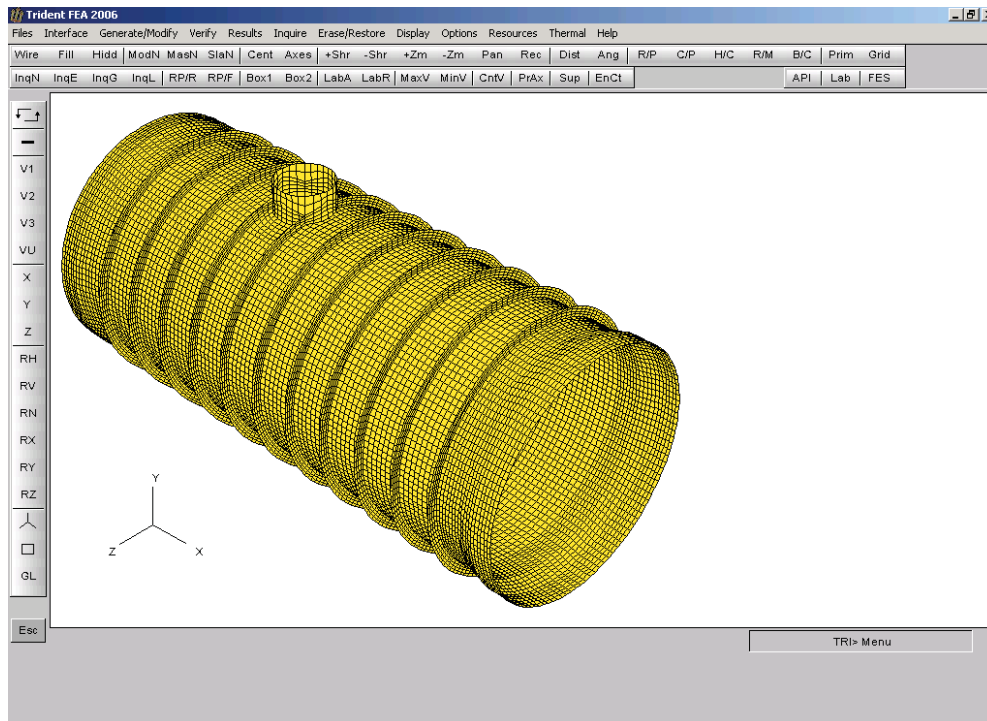 Trident FEA 2006
Files Interface Generate/Modify Verify Results Inquire Erase/Restore Display Options Resources Thermal Help
Wire Fill Hidd ModN MasN SlaN Cent Axes +Shr -Shr +Zm -Zm Pan Rec Dist Ang R/P C/P H/C R/M B/C Prim Grid
InqN InqE InqG InqL RP/R RP/F Box1 Box2 LabA LabR MaxV MinV CntV PrAx Sup EnCt API Lab FES
V1
V2
V3
VU
X
Y
Z
RH
RV
RN
RX
RY
RZ
GL
Esc
Y
Z X
TRI> Menu